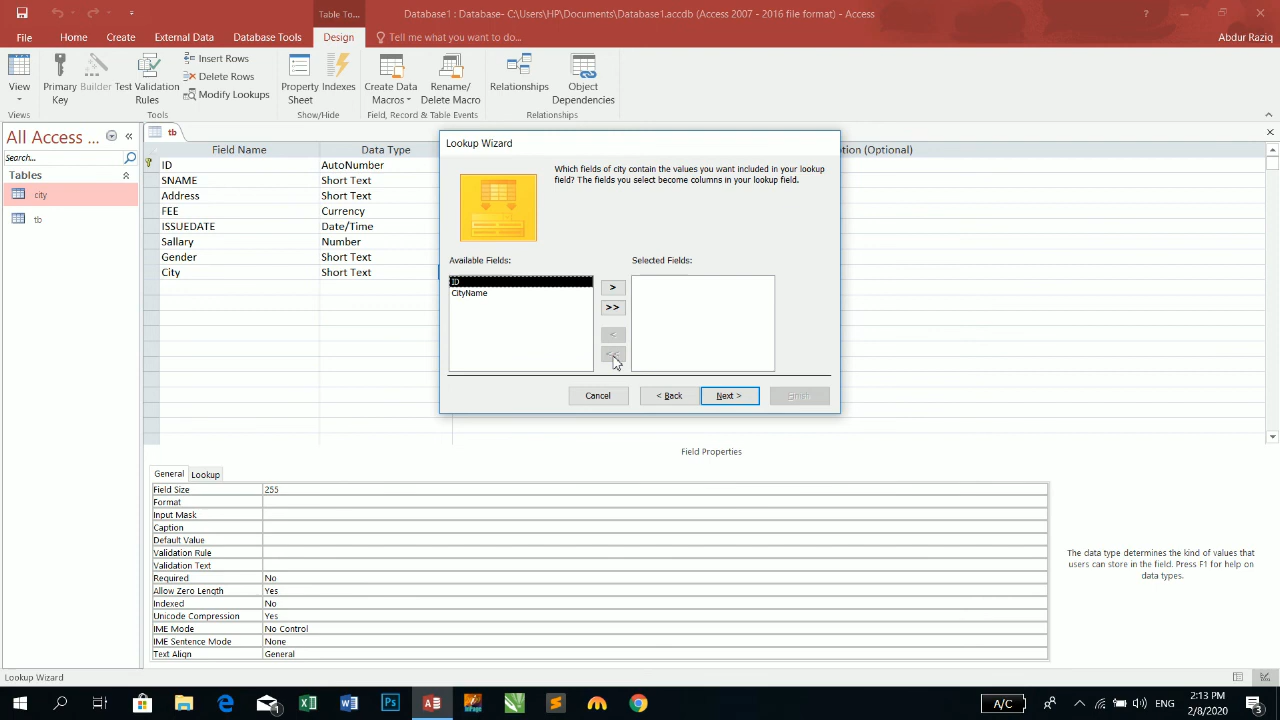 Table To...
Database1 : Database- C:\Users\HP\Documents\Database1.accdb (Access 2007 - 2016 file format) - Access
?
File
Home
Create
External Data
Database Tools
Design
Tell me what you want to do...
Abdur Raziq
View
Primary Key
Builder
Test Validation Rules
Insert Rows
Delete Rows
Modify Lookups
Property Sheet
Indexes
Create Data Macros
Rename/ Delete Macro
Relationships
Object Dependencies
Views
Tools
Show/Hide
Field, Record & Table Events
Relationships
All Access ...
Search...
Tables
city
tb
tb
Field Name
Data Type
ption (Optional)
ID
AutoNumber
SNAME
Short Text
Address
Short Text
FEE
Currency
ISSUEDATE
Date/Time
Sallary
Number
Gender
Short Text
City
Short Text
Lookup Wizard
Which fields of city contain the values you want included in your lookup
field? The fields you select become columns in your lookup field.
Available Fields:
Selected Fields:
ID
CityName
>
>>
<
<<
Cancel
< Back
Next >
Finish
Field Properties
General
Lookup
Field Size
255
Format
Input Mask
Caption
Default Value
Validation Rule
Validation Text
Required
No
Allow Zero Length
Yes
Indexed
No
Unicode Compression
Yes
IME Mode
No Control
IME Sentence Mode
None
Text Align
General
The data type determines the kind of values that
users can store in the field. Press F1 for help on
data types.
Lookup Wizard
1
Ps
A/C
ENG
2:13 PM
2/8/2020
3